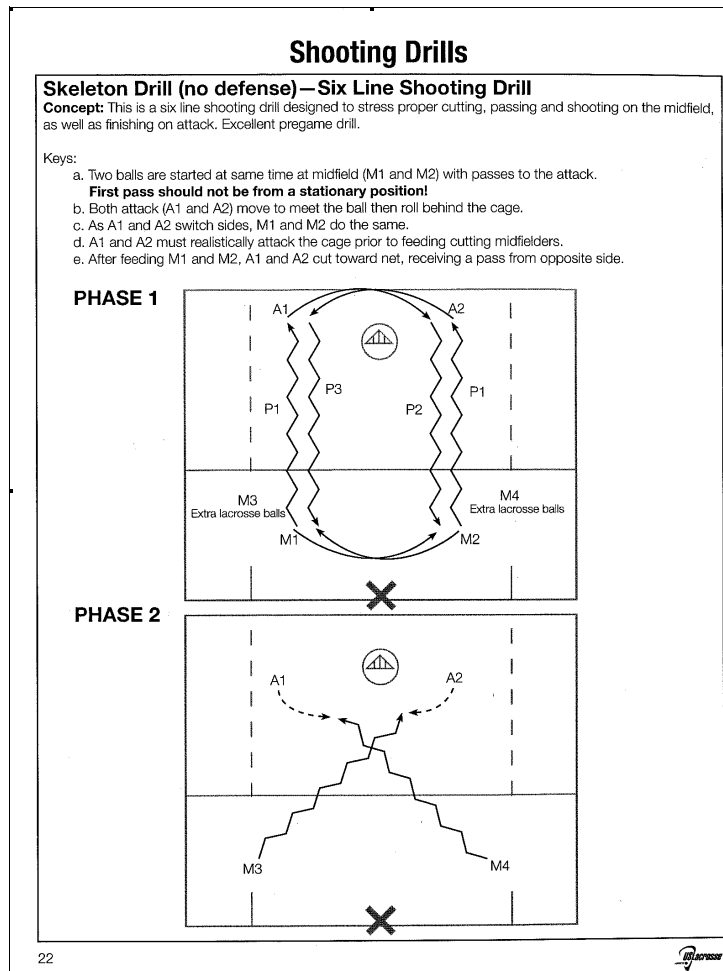 Shooting Drills
Skeleton Drill (no defense)—Six Line Shooting Drill
Concept: This is a six line shooting drill designed to stress proper cutting, passing and shooting on the midfield,
as well as finishing on attack. Excellent pregame drill.
Keys:
a. Two balls are started at same time at midfield (M1 and M2) with passes to the attack.
First pass should not be from a stationary position!
b. Both attack (A1 and A2) move to meet the ball then roll behind the cage.
c. As A1 and A2 switch sides, M1 and M2 do the same.
d. A1 and A2 must realistically attack the cage prior to feeding cutting midfielders.
e. After feeding M1 and M2, A1 and A2 cut toward net, receiving a pass from opposite side.
PHASE 1
A1
A2
P1
P3
P2
P1
M3
Extra lacrosse balls
M4
Extra lacrosse balls
M1
M2
PHASE 2
A1
A2
M3
M4
22
US Lacrosse